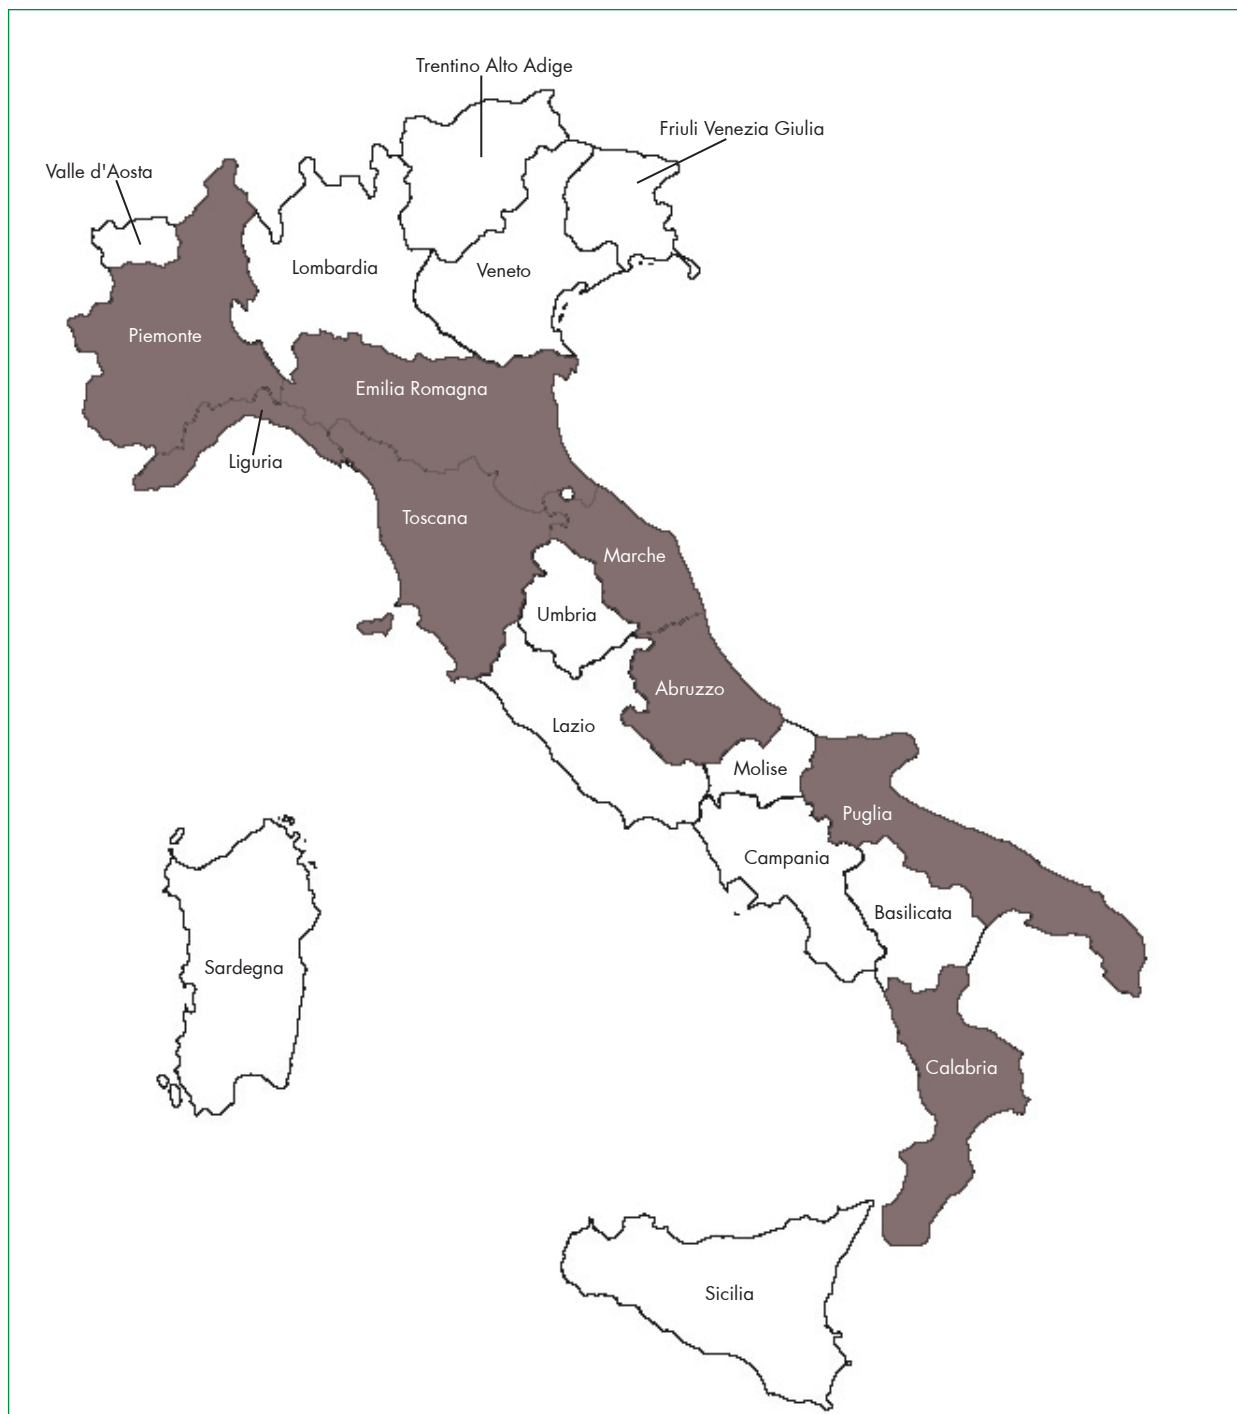 Trentino Alto Adige
Friuli Venezia Giulia
Valle d'Aosta
Lombardia
Veneto
Piemonte
Emilia Romagna
Liguria
Toscana
Marche
Umbria
Abruzzo
Lazio
Molise
Puglia
Campania
Basilicata
Sardegna
Calabria
Sicilia